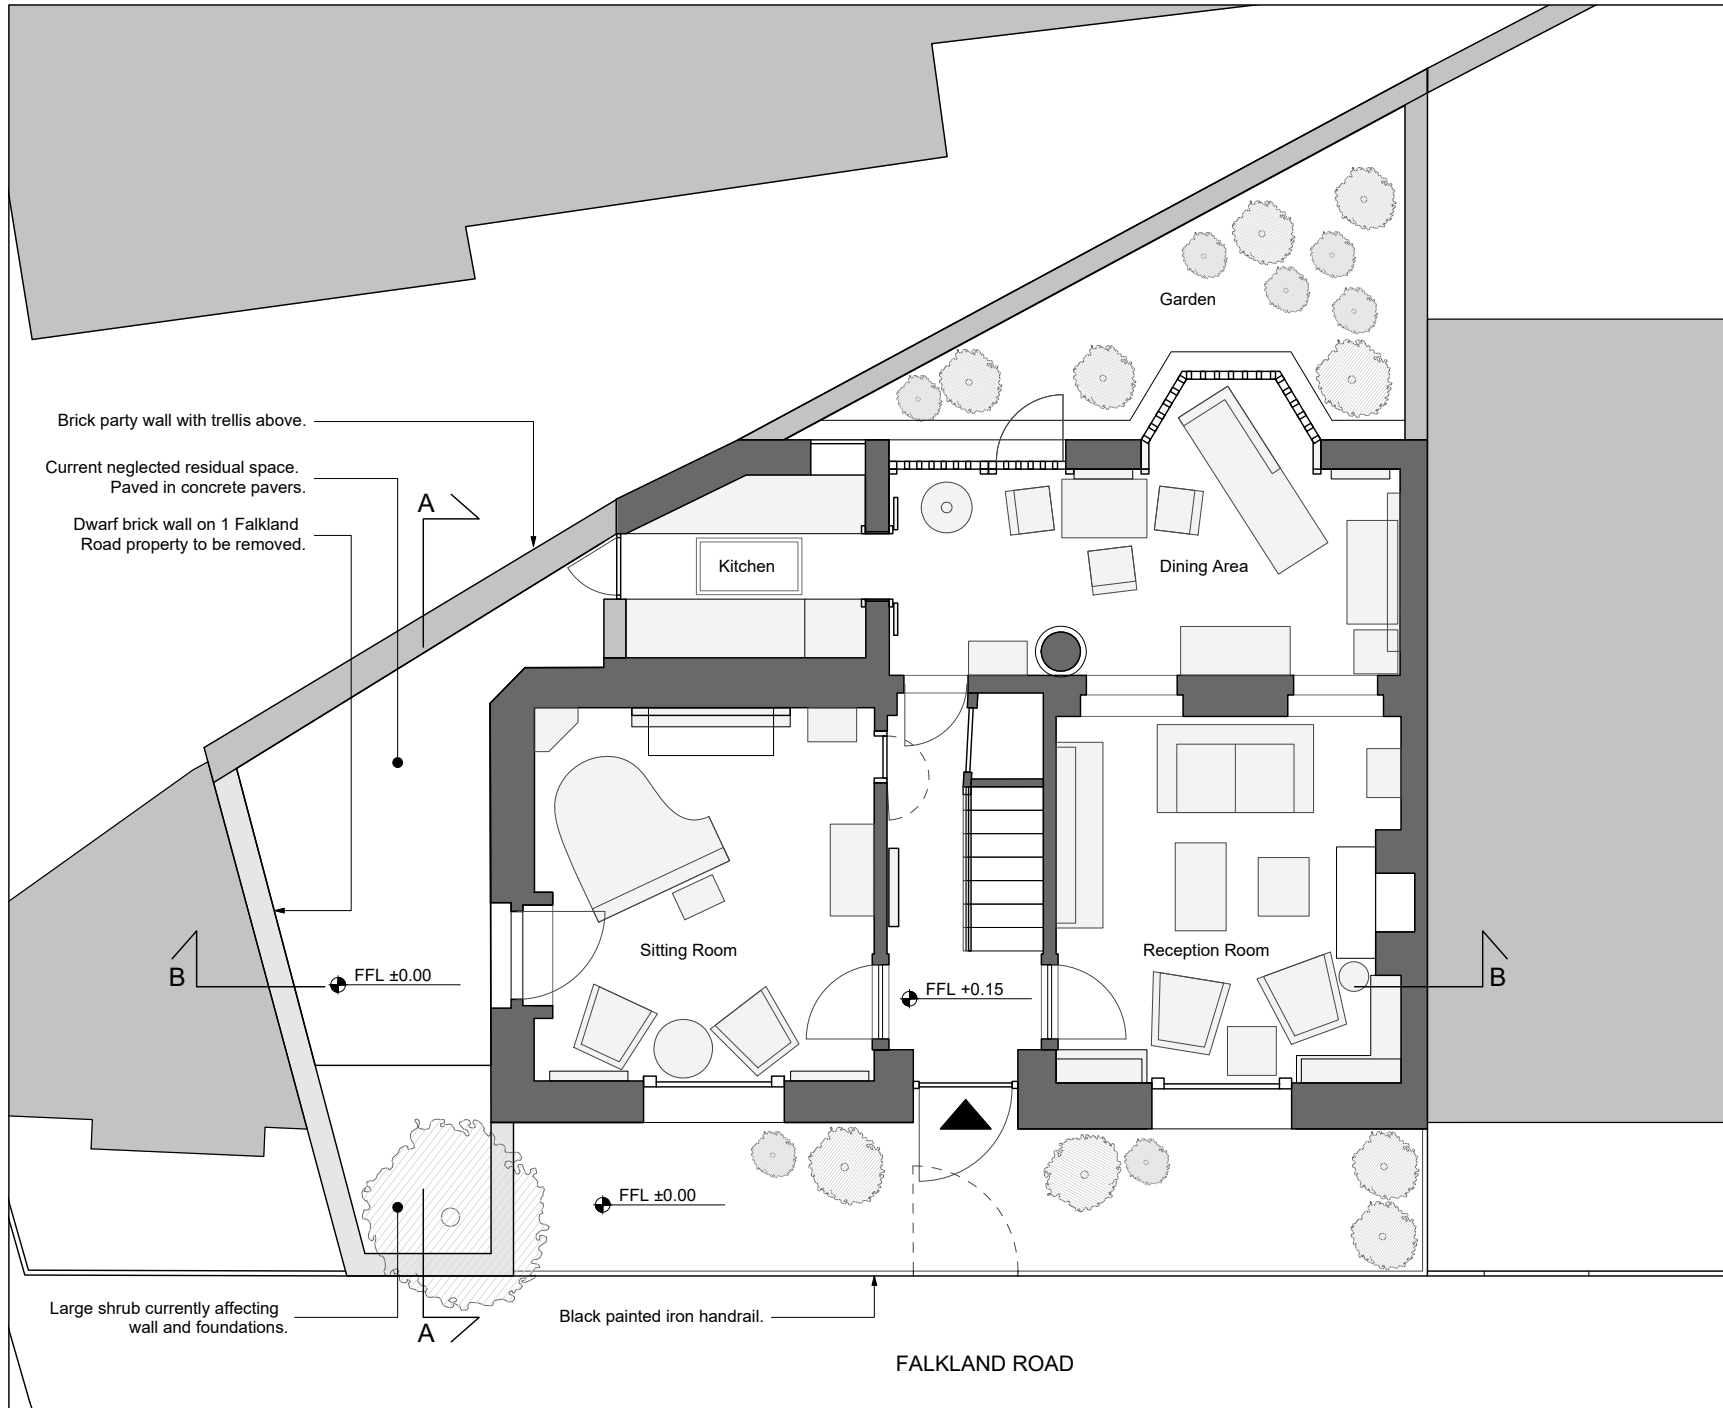 Garden
Brick party wall with trellis above.
Current neglected residual space.
Paved in concrete pavers.
A
Dwarf brick wall on 1 Falkland
Road property to be removed.
Kitchen
Dining Area
Sitting Room
Reception Room
B
FFL ±0.00
FFL +0.15
B
FFL ±0.00
Large shrub currently affecting
wall and foundations.
A
Black painted iron handrail.
FALKLAND ROAD